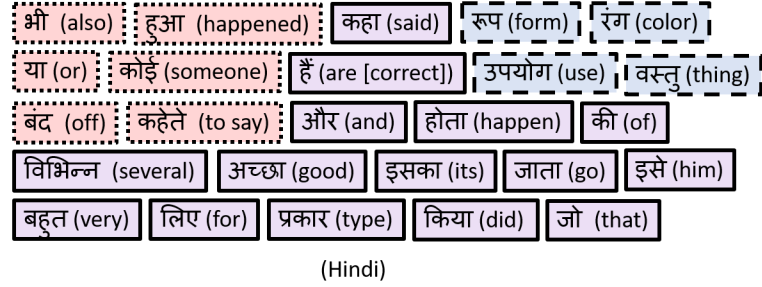 भी (also) हुआ (happened) कहा (said) रूप (form) रंग (color)
या (or) कोई (someone) हैं (are [correct]) उपयोग (use) वस्तु (thing)
बंद (off) कहेते (to say) और (and) होता (happen) की (of)
विभिन्न (several) अच्छा (good) इसका (its) जाता (go) इसे (him)
बहुत (very) लिए (for) प्रकार (type) किया (did) जो (that)
(Hindi)